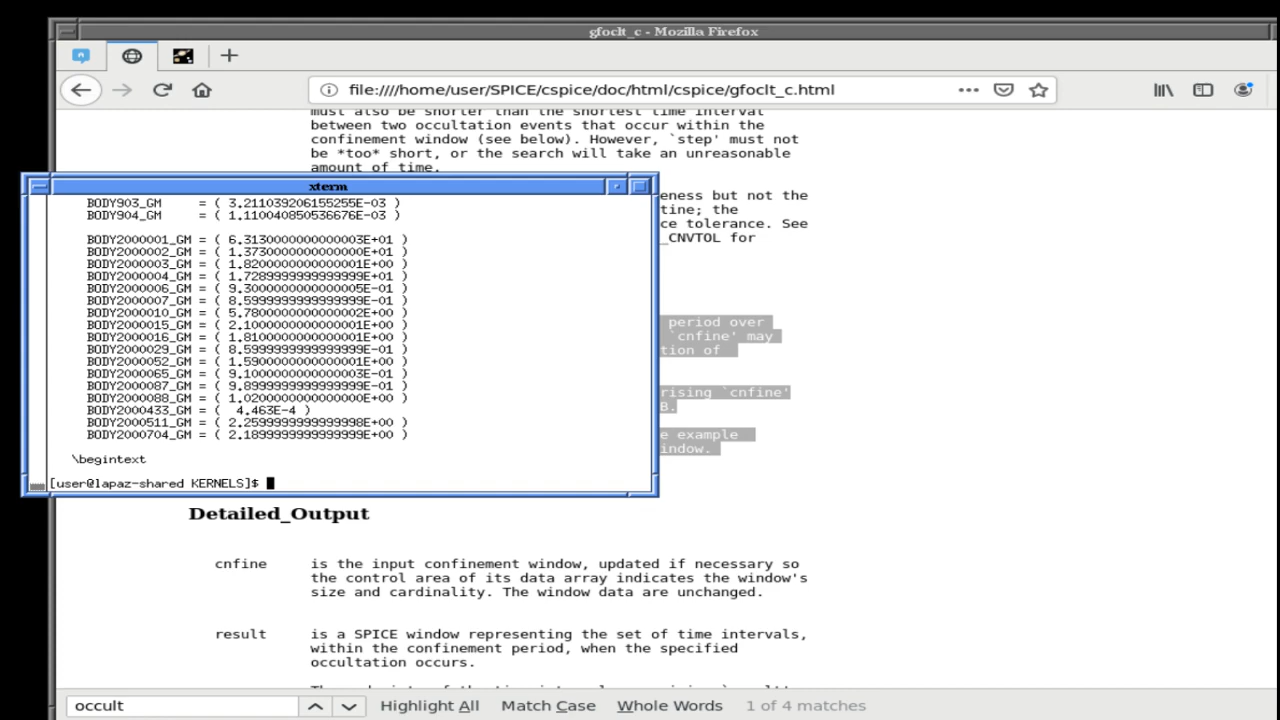 gfoclt_c - Mozilla Firefox
file:////home/user/SPICE/cspice/doc/html/cspice/gfoclt_c.html
must also be shorter than the shortest time interval
between two occultation events that occur within the
confinement window (see below). However, `step' must not
be *too* short, or the search will take an unreasonable
amount of time.
xterm
eness but not the
tine; the
ce tolerance. See
_CNVTOL for
BODY903_GM = ( 3.211039206155255E-03 )
BODY904_GM = ( 1.110040850536676E-03 )
BODY2000001_GM = ( 6.3130000000000003E+01 )
BODY2000002_GM = ( 1.3730000000000000E+01 )
BODY2000003_GM = ( 1.8200000000000001E+00 )
BODY2000004_GM = ( 1.7289999999999999E+01 )
BODY2000006_GM = ( 9.3000000000000005E-01 )
BODY2000007_GM = ( 8.5999999999999999E-01 )
BODY2000010_GM = ( 5.7800000000000002E+00 )
BODY2000015_GM = ( 2.1000000000000001E+00 )
BODY2000016_GM = ( 1.8100000000000001E+00 )
BODY2000029_GM = ( 8.5999999999999999E-01 )
BODY2000052_GM = ( 1.5900000000000001E+00 )
BODY2000065_GM = ( 9.1000000000000003E-01 )
BODY2000087_GM = ( 9.8999999999999999E-01 )
BODY2000088_GM = ( 1.0200000000000000E+00 )
BODY2000433_GM = ( 4.463E-4 )
BODY2000511_GM = ( 2.2599999999999998E+00 )
BODY2000704_GM = ( 2.1899999999999999E+00 )
\begintext
[user@lapaz-shared KERNELS]$
period over
`cnfine' may
tion of
rising `cnfine'
B.
e example
indow.
Detailed_Output
cnfine is the input confinement window, updated if necessary so
the control area of its data array indicates the window's
size and cardinality. The window data are unchanged.
result is a SPICE window representing the set of time intervals,
within the confinement period, when the specified
occultation occurs.
occult Highlight All Match Case Whole Words 1 of 4 matches